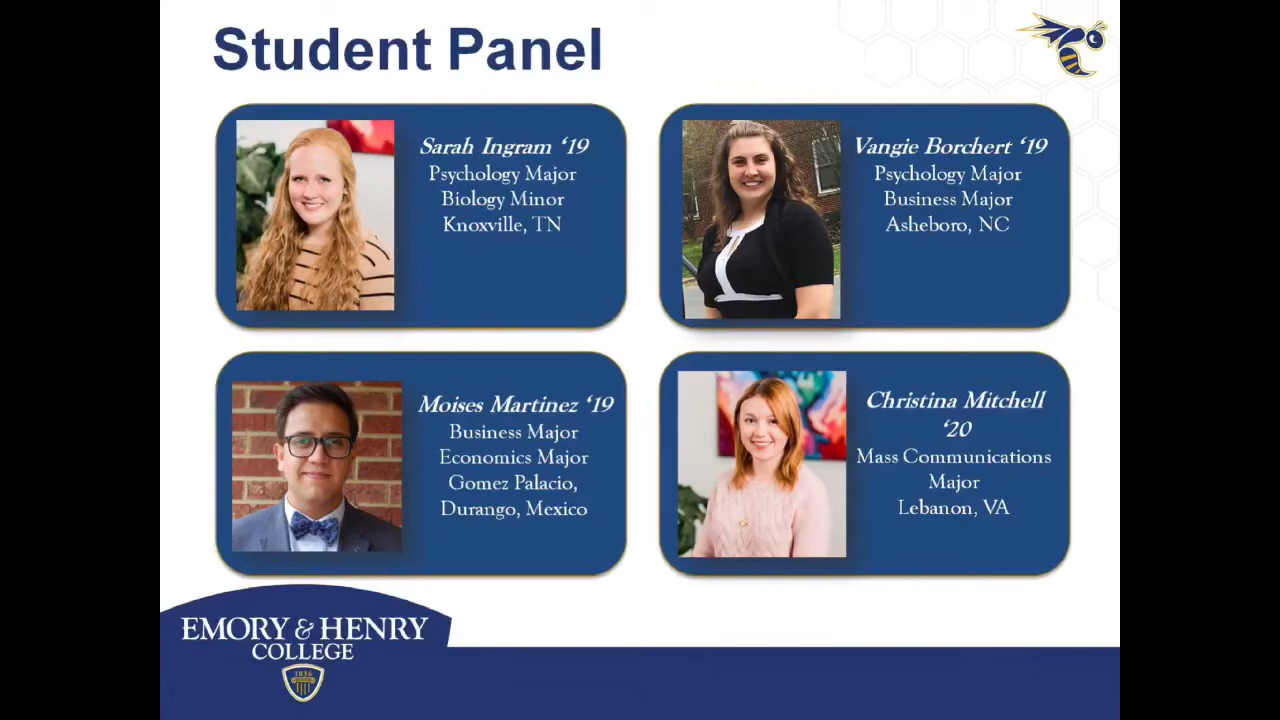 Student Panel
Sarah Ingram ‘19
Psychology Major
Biology Minor
Knoxville, TN
Vangie Borchert ‘19
Psychology Major
Business Major
Asheboro, NC
Moises Martinez ‘19
Business Major
Economics Major
Gomez Palacio,
Durango, Mexico
Christina Mitchell
‘20
Mass Communications
Major
Lebanon, VA
EMORY & HENRY
COLLEGE
1836